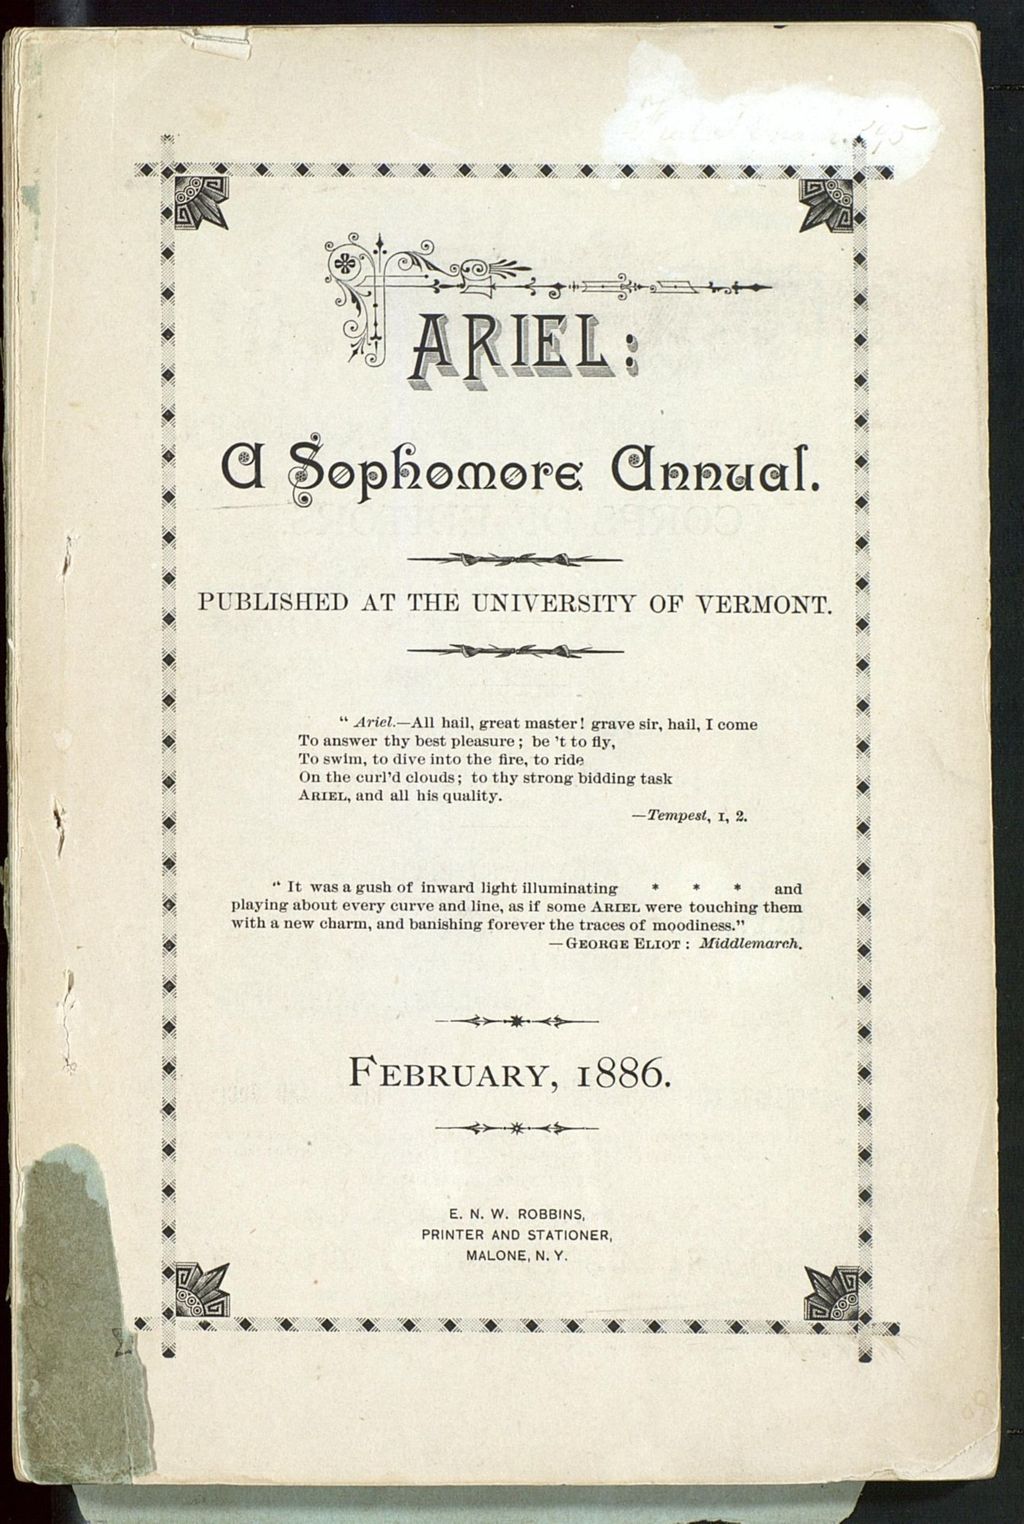 ARIEL:
A Sophomore Annual.
PUBLISHED AT THE UNIVERSITY OF VERMONT.
“ Ariel.—All hail, great master! grave sir, hail, I come
To answer thy best pleasure; be 't to fly,
To swim, to dive into the fire, to ride
On the curl'd clouds; to thy strong bidding task
ARIEL, and all his quality.
—Tempest, I, 2.
“ It was a gush of inward light illuminating * * * and
playing about every curve and line, as if some ARIEL were touching them
with a new charm, and banishing forever the traces of moodiness.”
— GEORGE ELIOT: Middlemarch.
FEBRUARY, 1886.
E. N. W. ROBBINS,
PRINTER AND STATIONER,
MALONE, N. Y.